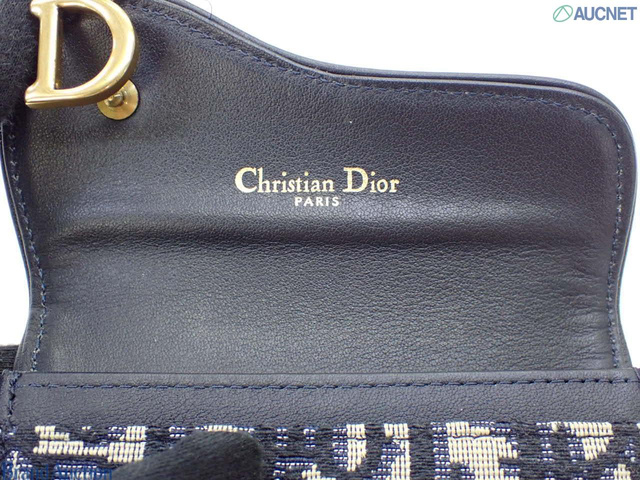 AUCNET
D
Christian Dior
PARIS